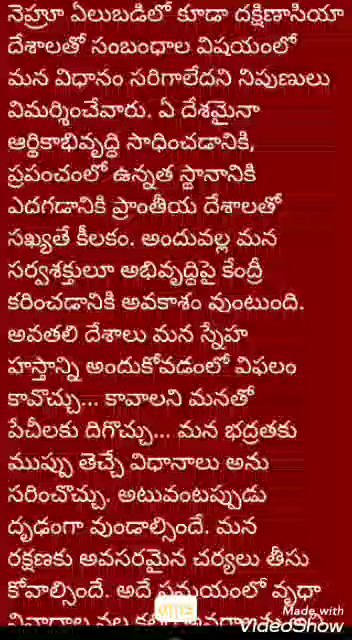 నెహ్రూ ఏలుబడిలో కూడా దక్షిణాసియా
దేశాలతో సంబంధాల విషయంలో
మన విధానం సరిగాలేదని నిపుణులు
విమర్శించేవారు. ఏ దేశమైనా
ఆర్థికాభివృద్ధి సాధించడానికి,
ప్రపంచంలో ఉన్నత స్థానానికి
ఎదగడానికి ప్రాంతీయ దేశాలతో
సఖ్యతే కీలకం. అందువల్ల మన
సర్వశక్తులూ అభివృద్ధిపై కేంద్రీ
కరించడానికి అవకాశం వుంటుంది.
అవతలి దేశాలు మన స్నేహ
హస్తాన్ని అందుకోవడంలో విఫలం
కావొచ్చు... కావాలని మనతో
పేచీలకు దిగొచ్చు... మన భద్రతకు
ముప్పు తెచ్చే విధానాలు అను
సరించొచ్చు. అటువంటప్పుడు
దృఢంగా వుండాల్సిందే. మన
రక్షణకు అవసరమైన చర్యలు తీసు
కోవాల్సిందే. అదే సమయంలో వృథా
Made with
VideoShow